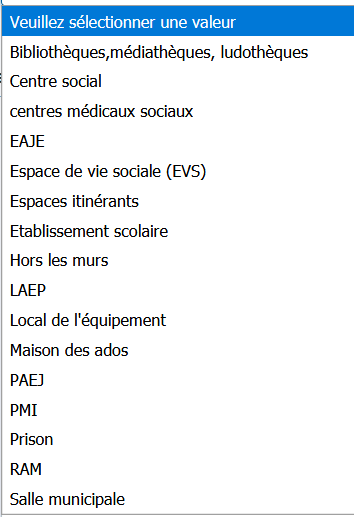 Veuillez sélectionner une valeur
Bibliothèques,médiathèques, ludothèques
Centre social
centres médicaux sociaux
EAJE
Espace de vie sociale (EVS)
Espaces itinérants
Etablissement scolaire
Hors les murs
LAEP
Local de l'équipement
Maison des ados
PAEJ
PMI
Prison
RAM
Salle municipale